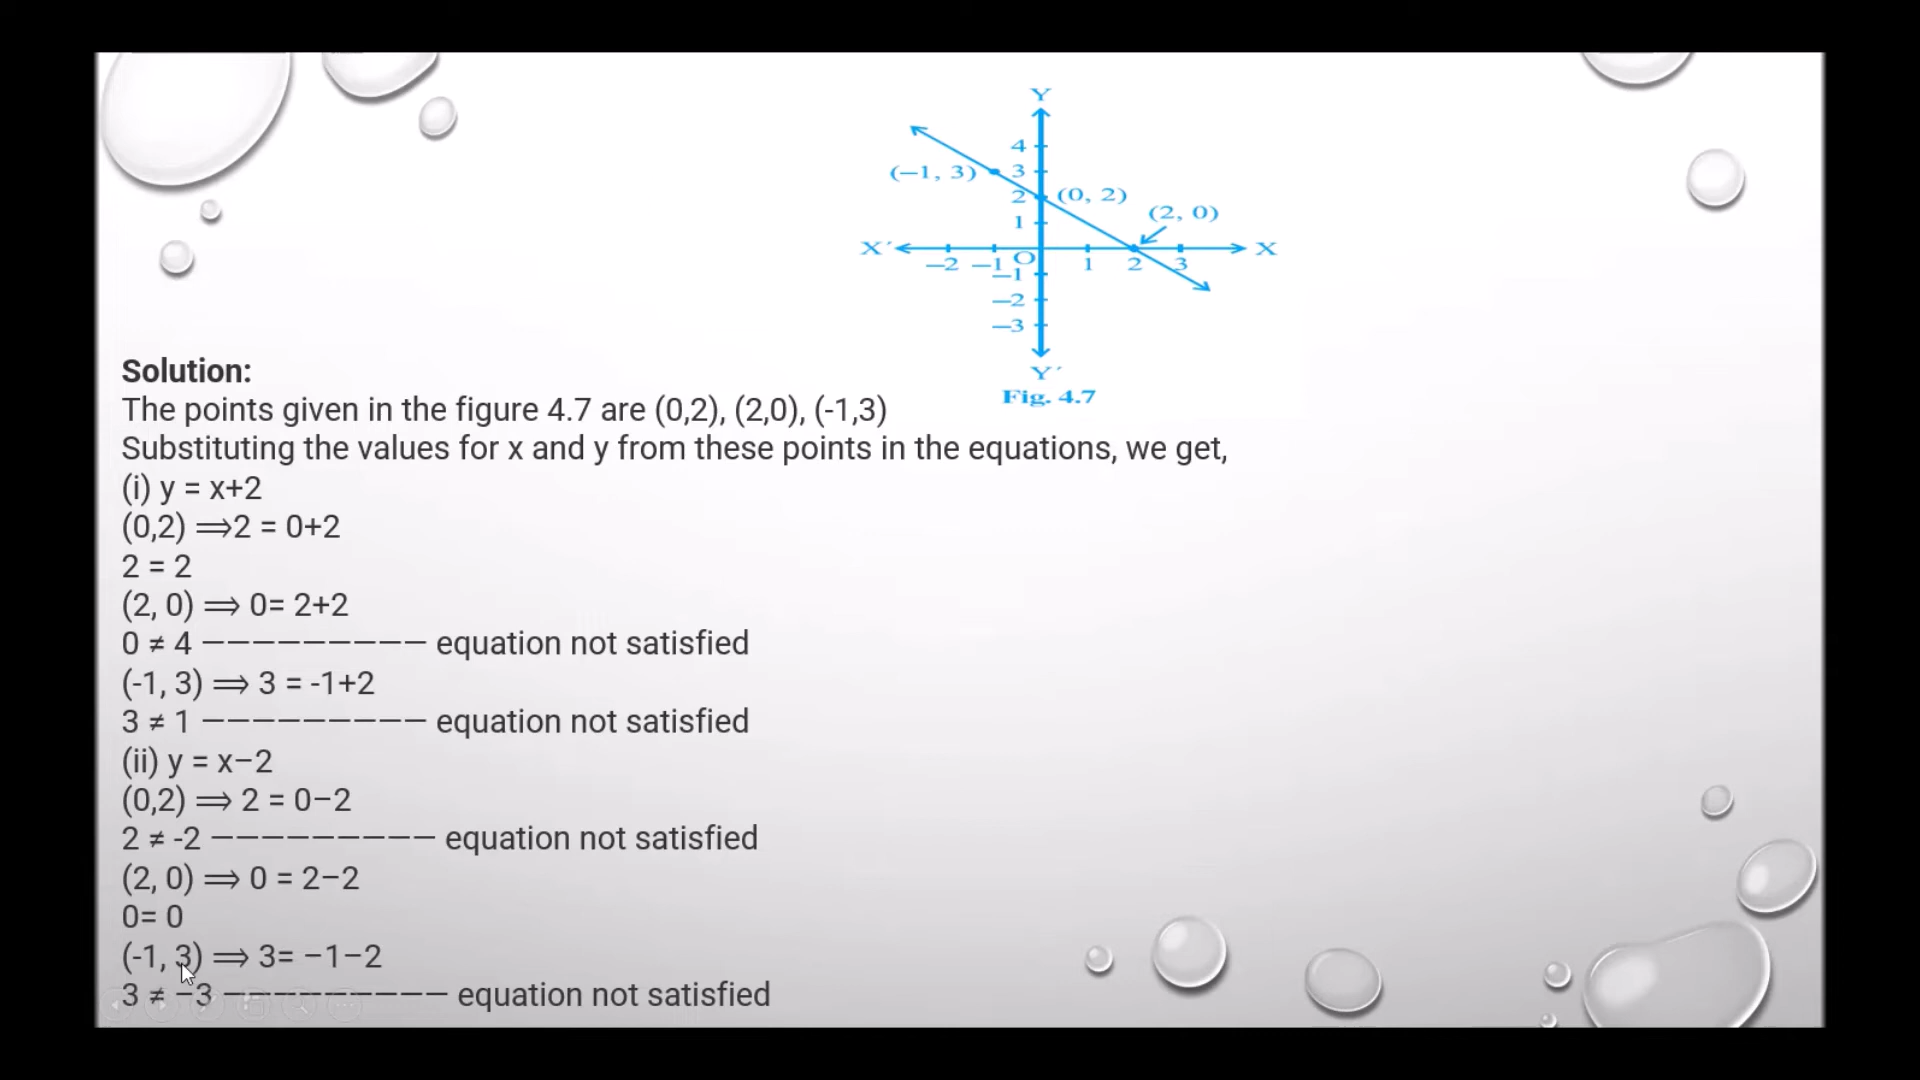 Y
4
(−1, 3) 3
2 (0, 2)
(2, 0)
1
X′ X
−2 −1 O 1 2 3
−1
−2
−3
Y′
Fig. 4.7
Solution:
The points given in the figure 4.7 are (0,2), (2,0), (-1,3)
Substituting the values for x and y from these points in the equations, we get,
(i) y = x+2
(0,2) ⟹2 = 0+2
2 = 2
(2, 0) ⟹ 0= 2+2
0 ≠ 4 ————————— equation not satisfied
(-1, 3) ⟹ 3 = -1+2
3 ≠ 1 ————————— equation not satisfied
(ii) y = x−2
(0,2) ⟹ 2 = 0−2
2 ≠ -2 ————————— equation not satisfied
(2, 0) ⟹ 0 = 2−2
0= 0
(-1, 3) ⟹ 3= −1−2
3 ≠ −3 ————————— equation not satisfied